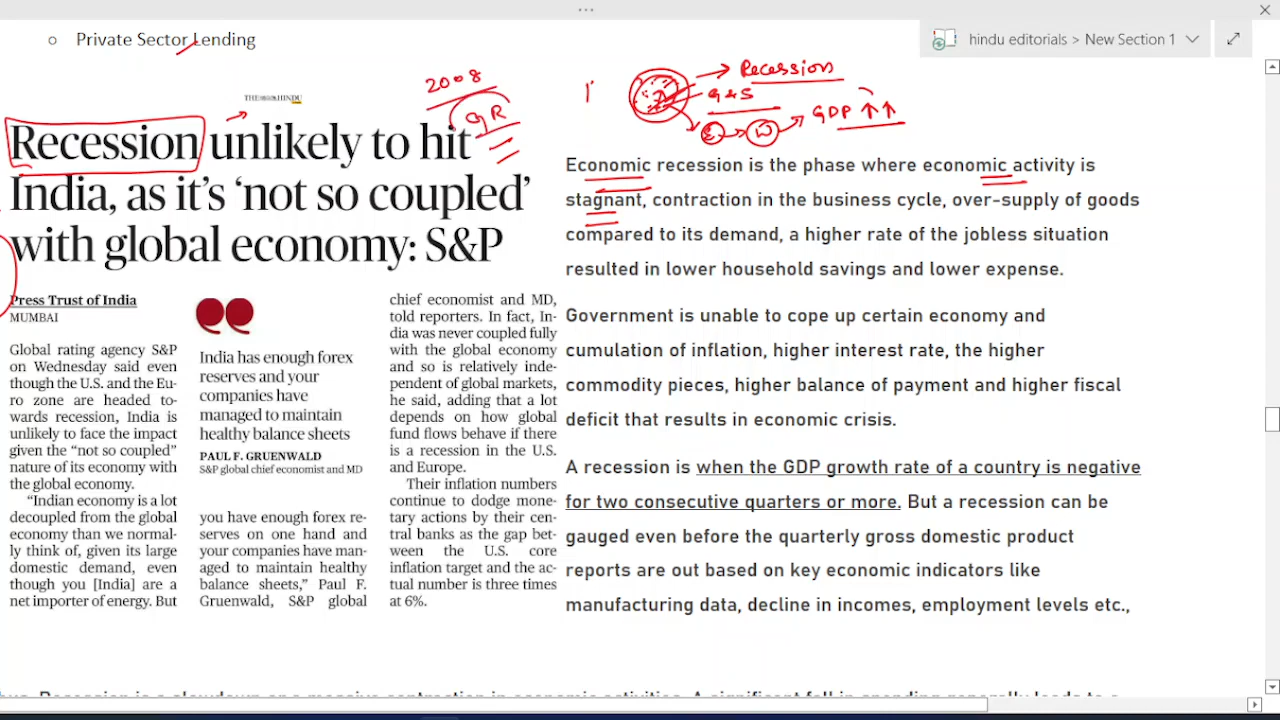 hindu editorials > New Section 1
Private Sector Lending
THE HINDU
2008
GR
Recession unlikely to hit
India, as it's 'not so coupled'
with global economy: S&P
Press Trust of India
MUMBAI
Global rating agency S&P
on Wednesday said even
though the U.S. and the Eu-
ro zone are headed to-
wards recession, India is
unlikely to face the impact
given the "not so coupled"
nature of its economy with
the global economy.
"Indian economy is a lot
decoupled from the global
economy than we normal-
ly think of, given its large
domestic demand, even
though you [India] are a
net importer of energy. But
India has enough forex
reserves and your
companies have
managed to maintain
healthy balance sheets
PAUL F. GRUENWALD
S&P global chief economist and MD
you have enough forex re-
serves on one hand and
your companies have man-
aged to maintain healthy
balance sheets," Paul F.
Gruenwald, S&P global
chief economist and MD,
told reporters. In fact, In-
dia was never coupled fully
with the global economy
and so is relatively inde-
pendent of global markets,
he said, adding that a lot
depends on how global
fund flows behave if there
is a recession in the U.S.
and Europe.
Their inflation numbers
continue to dodge mone-
tary actions by their cen-
tral banks as the gap bet-
ween the U.S. core
inflation target and the ac-
tual number is three times
at 6%.
Recession
G & S
E W GDP
Economic recession is the phase where economic activity is
stagnant, contraction in the business cycle, over-supply of goods
compared to its demand, a higher rate of the jobless situation
resulted in lower household savings and lower expense.
Government is unable to cope up certain economy and
cumulation of inflation, higher interest rate, the higher
commodity pieces, higher balance of payment and higher fiscal
deficit that results in economic crisis.
A recession is when the GDP growth rate of a country is negative
for two consecutive quarters or more. But a recession can be
gauged even before the quarterly gross domestic product
reports are out based on key economic indicators like
manufacturing data, decline in incomes, employment levels etc.,